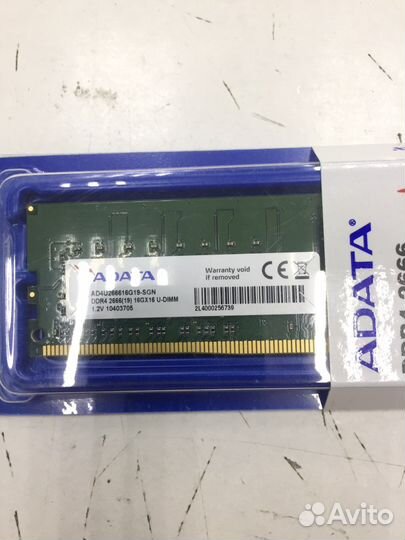 ADATA
AD4U266616G19-SGN
DDR4 2666(19) 16GX16 U-DIMM
1.2V 10403705
Warranty void
if removed
2L4000256739
ADATA
DDR4 2666
Avito